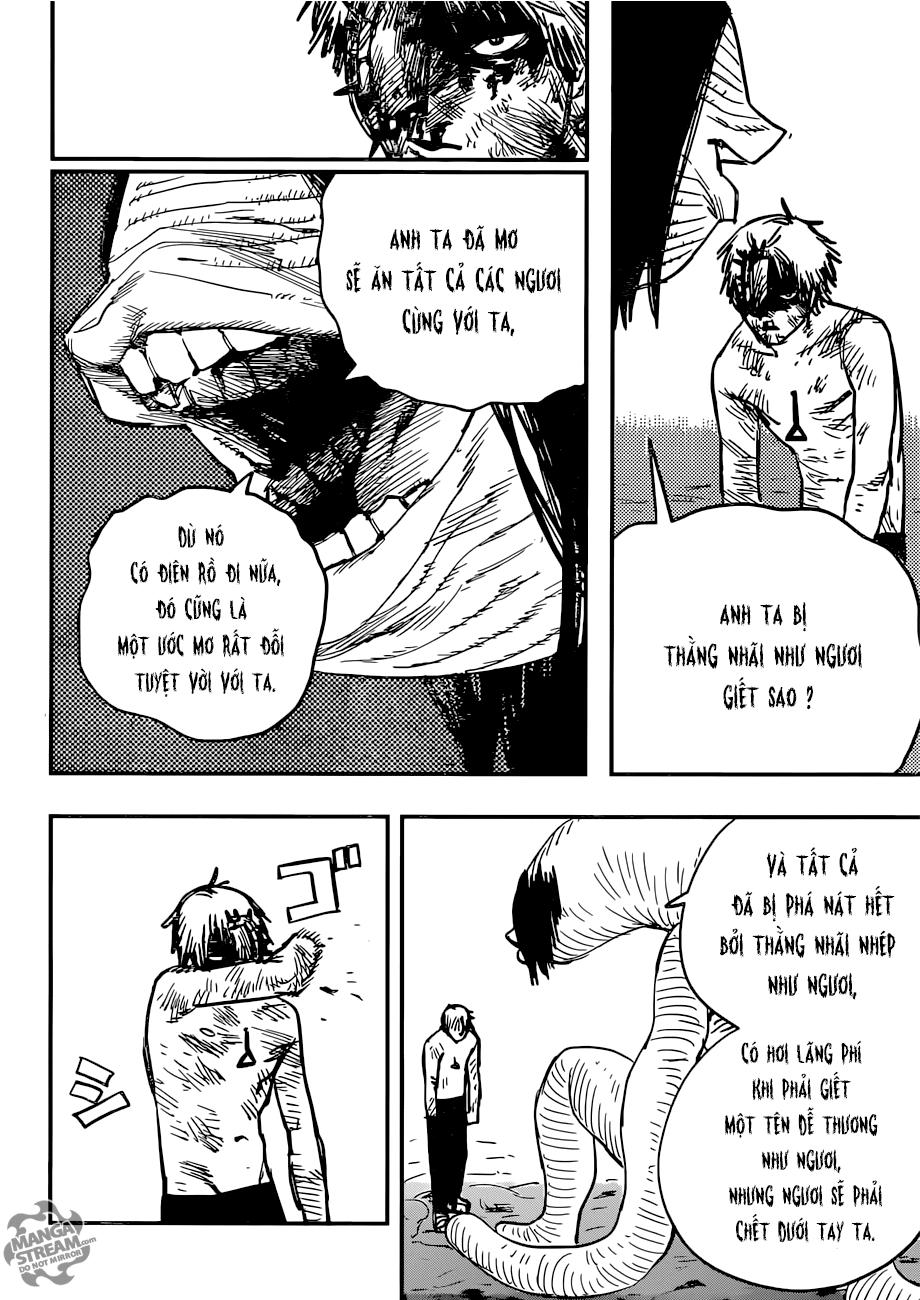 ANH TA BỊ
THẰNG NHÃI NHƯ NGƯƠI
GIẾT SAO ?
ANH TA ĐÃ MƠ
SẼ ĂN TẤT CẢ CÁC NGƯƠI
CÙNG VỚI TA,
DÙ NÓ
CÓ ĐIÊN RỒ ĐI NỮA,
ĐÓ CŨNG LÀ
MỘT ƯỚC MƠ RẤT ĐỖI
TUYỆT VỜI VỚI TA.
VÀ TẤT CẢ
ĐÃ BỊ PHÁ NÁT HẾT
BỞI THẰNG NHÃI NHÉP
NHƯ NGƯƠI,
CÓ HƠI LÃNG PHÍ
KHI PHẢI GIẾT
MỘT TÊN DỄ THƯƠNG
NHƯ NGƯƠI,
NHƯNG NGƯƠI SẼ PHẢI
CHẾT DƯỚI TAY TA.
ゴ
シ
MANGA
STREAM.com
DO NOT MIRROR!